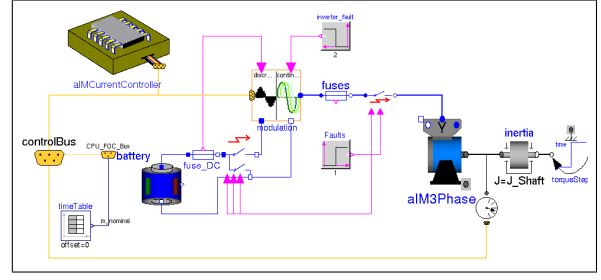 inverter_fault
2
discr...
contin...
aIMCurrentController
modulation
fuses
Faults
1
controlBus
CPU_FOC_Bus
battery
fuse_DC
Y
inertia
time
J=J_Shaft
torqueStep
aIM3Phase
timeTable
m_nominal
offset=0